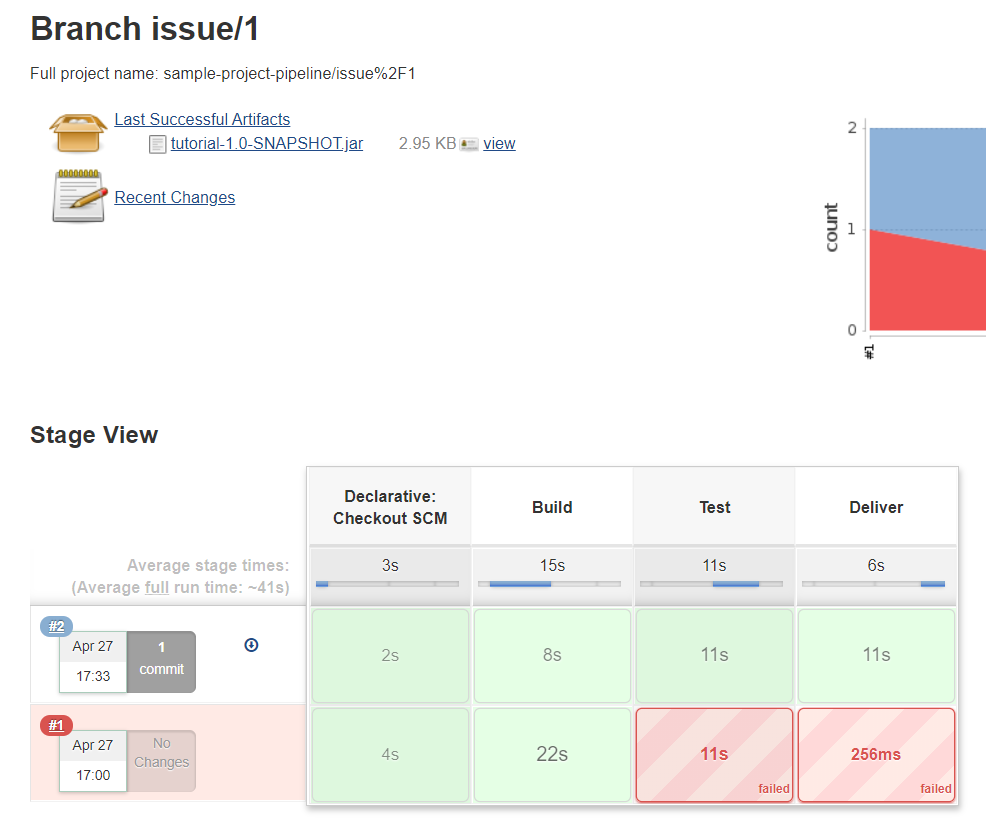 Branch issue/1
Full project name: sample-project-pipeline/issue%2F1
Last Successful Artifacts
tutorial-1.0-SNAPSHOT.jar 2.95 KB view
Recent Changes
2
1
0
count
#1
Stage View
Declarative:
Checkout SCM
Build
Test
Deliver
Average stage times:
(Average full run time: ~41s)
3s
15s
11s
6s
#2
Apr 27
17:33
1
commit
2s
8s
11s
11s
#1
Apr 27
17:00
No
Changes
4s
22s
11s
failed
256ms
failed